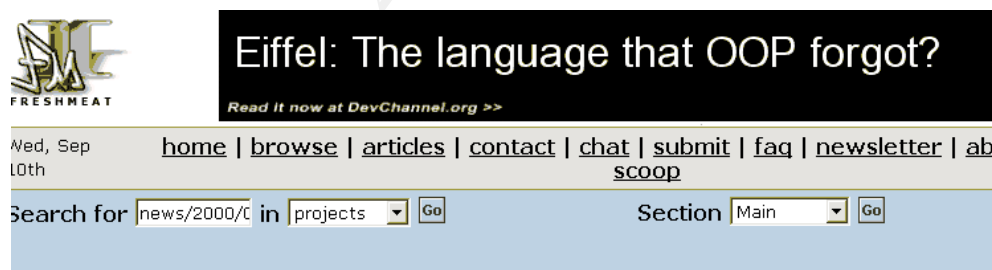 Eiffel: The language that OOP forgot?
FRESHMEAT
Read it now at DevChannel.org >>
Wed, Sep 10th
home | browse | articles | contact | chat | submit | faq | newsletter | ab
scoop
Search for news/2000/0 in projects Go Section Main Go